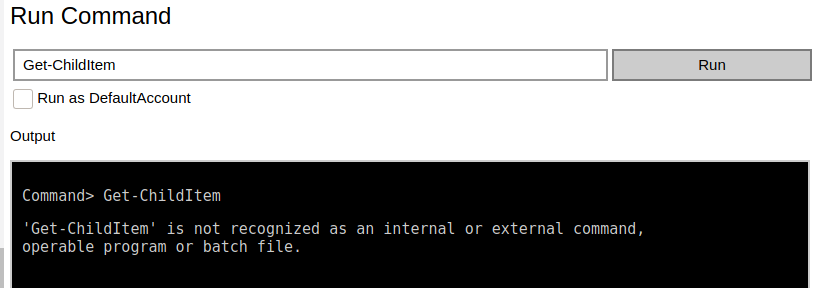 Run Command
Get-ChildItem Run
Run as DefaultAccount
Output
Command> Get-ChildItem
'Get-ChildItem' is not recognized as an internal or external command,
operable program or batch file.